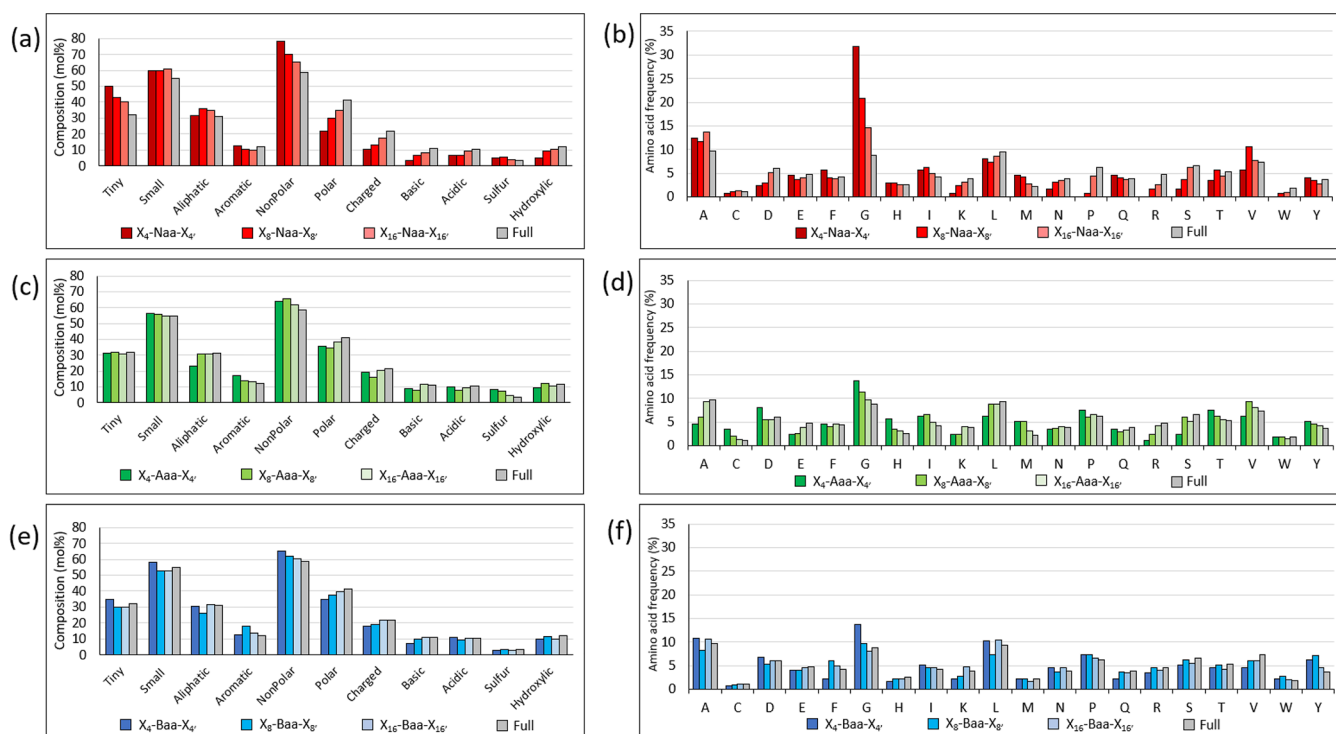 (a)
Composition (mol%)
80
70
60
50
40
30
20
10
0
Tiny Small Aliphatic Aromatic NonPolar Polar Charged Basic Acidic Sulfur Hydroxylic
X4-Naa-X4′ X8-Naa-X8′ X16-Naa-X16′ Full
(b)
Amino acid frequency (%)
35
30
25
20
15
10
5
0
A C D E F G H I K L M N P Q R S T V W Y
X4-Naa-X4′ X8-Naa-X8′ X16-Naa-X16′ Full
(c)
Composition (mol%)
80
70
60
50
40
30
20
10
0
Tiny Small Aliphatic Aromatic NonPolar Polar Charged Basic Acidic Sulfur Hydroxylic
X4-Aaa-X4′ X8-Aaa-X8′ X16-Aaa-X16′ Full
(d)
Amino acid frequency (%)
35
30
25
20
15
10
5
0
A C D E F G H I K L M N P Q R S T V W Y
X4-Aaa-X4′ X8-Aaa-X8′ X16-Aaa-X16′ Full
(e)
Composition (mol%)
80
70
60
50
40
30
20
10
0
Tiny Small Aliphatic Aromatic NonPolar Polar Charged Basic Acidic Sulfur Hydroxylic
X4-Baa-X4′ X8-Baa-X8′ X16-Baa-X16′ Full
(f)
Amino acid frequency (%)
35
30
25
20
15
10
5
0
A C D E F G H I K L M N P Q R S T V W Y
X4-Baa-X4′ X8-Baa-X8′ X16-Baa-X16′ Full